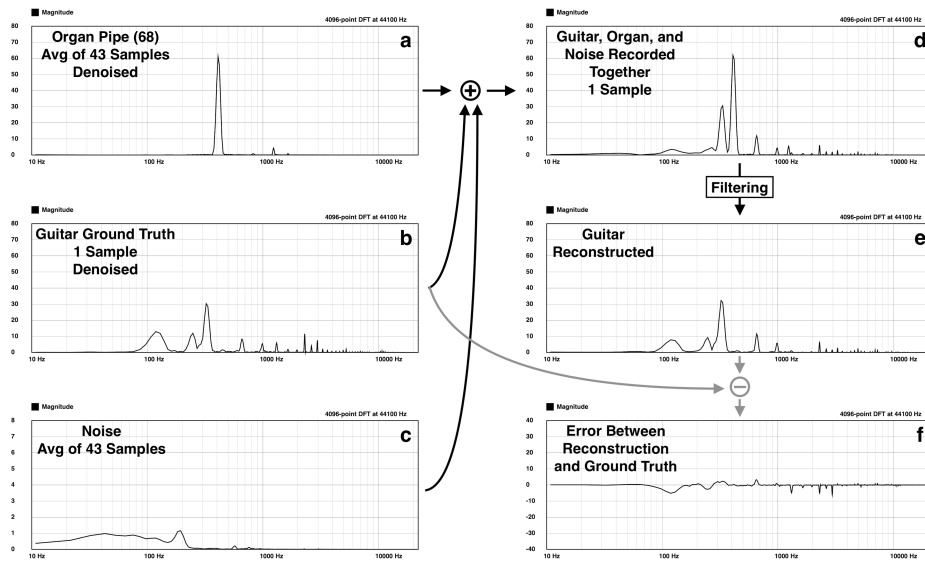 Magnitude
4096-point DFT at 44100 Hz
Organ Pipe (68)
Avg of 43 Samples
Denoised
a
80
70
60
50
40
30
20
10
0
10 Hz 100 Hz 1000 Hz 10000 Hz
Magnitude
4096-point DFT at 44100 Hz
Guitar Ground Truth
1 Sample
Denoised
b
80
70
60
50
40
30
20
10
0
10 Hz 100 Hz 1000 Hz 10000 Hz
Magnitude
4096-point DFT at 44100 Hz
Noise
Avg of 43 Samples
c
8
7
6
5
4
3
2
1
0
10 Hz 100 Hz 1000 Hz 10000 Hz
Magnitude
4096-point DFT at 44100 Hz
Guitar, Organ, and
Noise Recorded
Together
1 Sample
d
80
70
60
50
40
30
20
10
0
10 Hz 100 Hz 1000 Hz 10000 Hz
Filtering
Magnitude
4096-point DFT at 44100 Hz
Guitar
Reconstructed
e
80
70
60
50
40
30
20
10
0
10 Hz 100 Hz 1000 Hz 10000 Hz
Magnitude
4096-point DFT at 44100 Hz
Error Between
Reconstruction
and Ground Truth
f
40
30
20
10
0
-10
-20
-30
-40
10 Hz 100 Hz 1000 Hz 10000 Hz